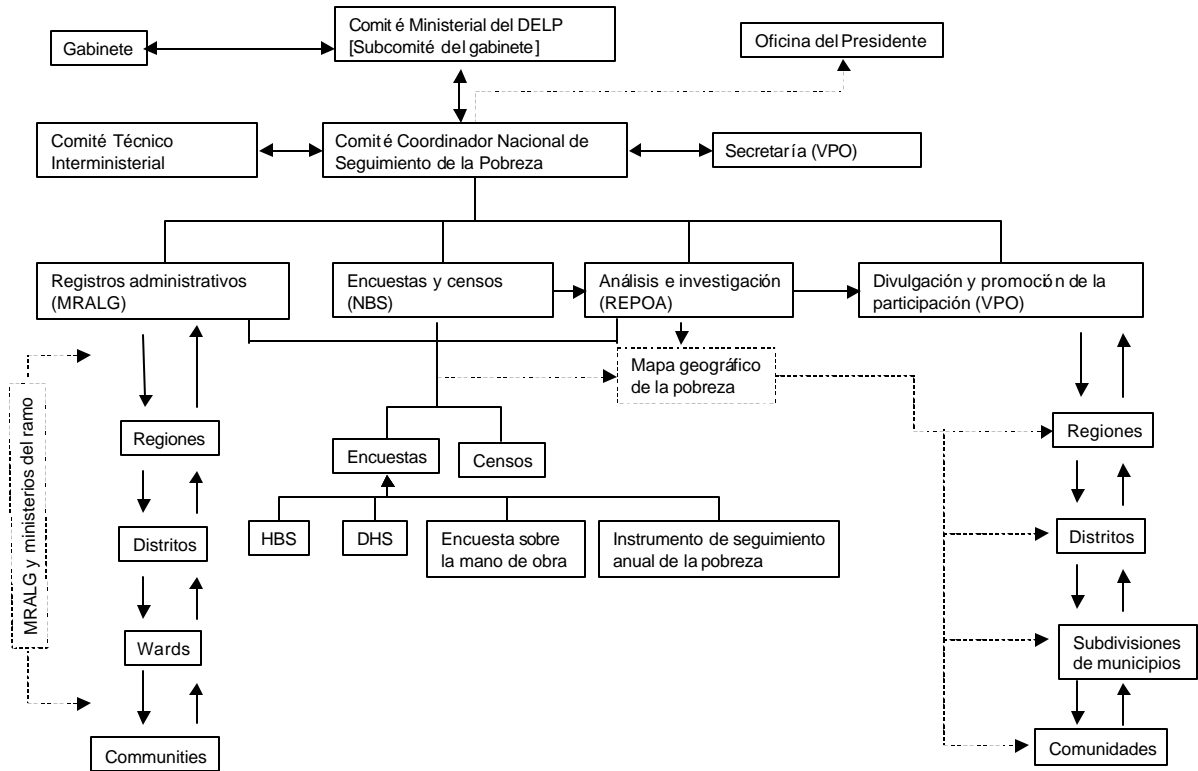 Comité Ministerial del DELP
[Subcomité del gabinete]
Gabinete
Oficina del Presidente
Comité Técnico
Interministerial
Comité Coordinador Nacional de
Seguimiento de la Pobreza
Secretaría (VPO)
Registros administrativos
(MRALG)
Encuestas y censos
(NBS)
Análisis e investigación
(REPOA)
Divulgación y promoción de la
participación (VPO)
Mapa geográfico
de la pobreza
MRALG y ministerios del ramo
Regiones
Encuestas
Censos
Regiones
Distritos
HBS
DHS
Encuesta sobre
la mano de obra
Instrumento de seguimiento
anual de la pobreza
Distritos
Wards
Subdivisiones
de municipios
Communities
Comunidades